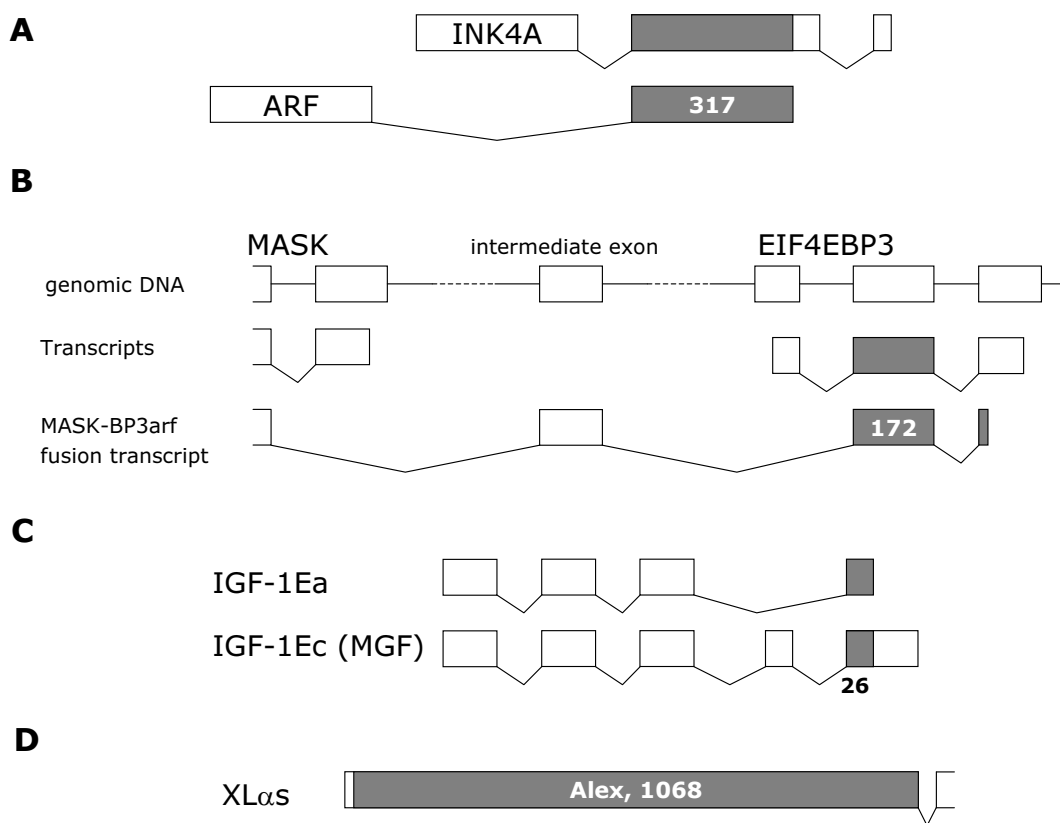 A
INK4A
ARF
317
B
MASK
intermediate exon
EIF4EBP3
genomic DNA
Transcripts
MASK-BP3arf
fusion transcript
172
C
IGF-1Ea
IGF-1Ec (MGF)
26
D
XLαs
Alex, 1068